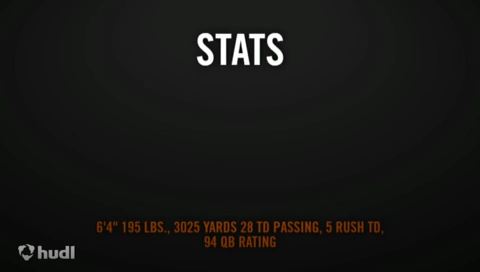 STATS
6'4" 195 LBS., 3025 YARDS 28 TD PASSING, 5 RUSH TD,
94 QB RATING
hudl